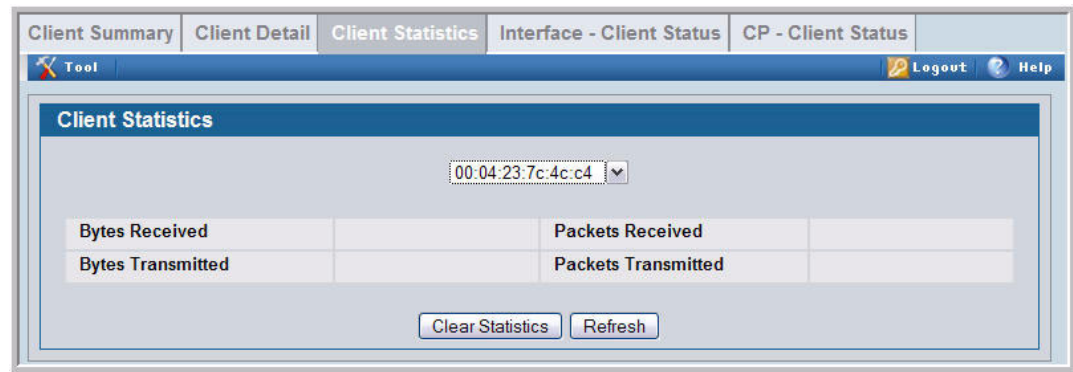 Client Summary Client Detail Client Statistics Interface - Client Status CP - Client Status
Tool Logout Help
Client Statistics
00:04:23:7c:4c:c4
Bytes Received Packets Received
Bytes Transmitted Packets Transmitted
Clear Statistics Refresh